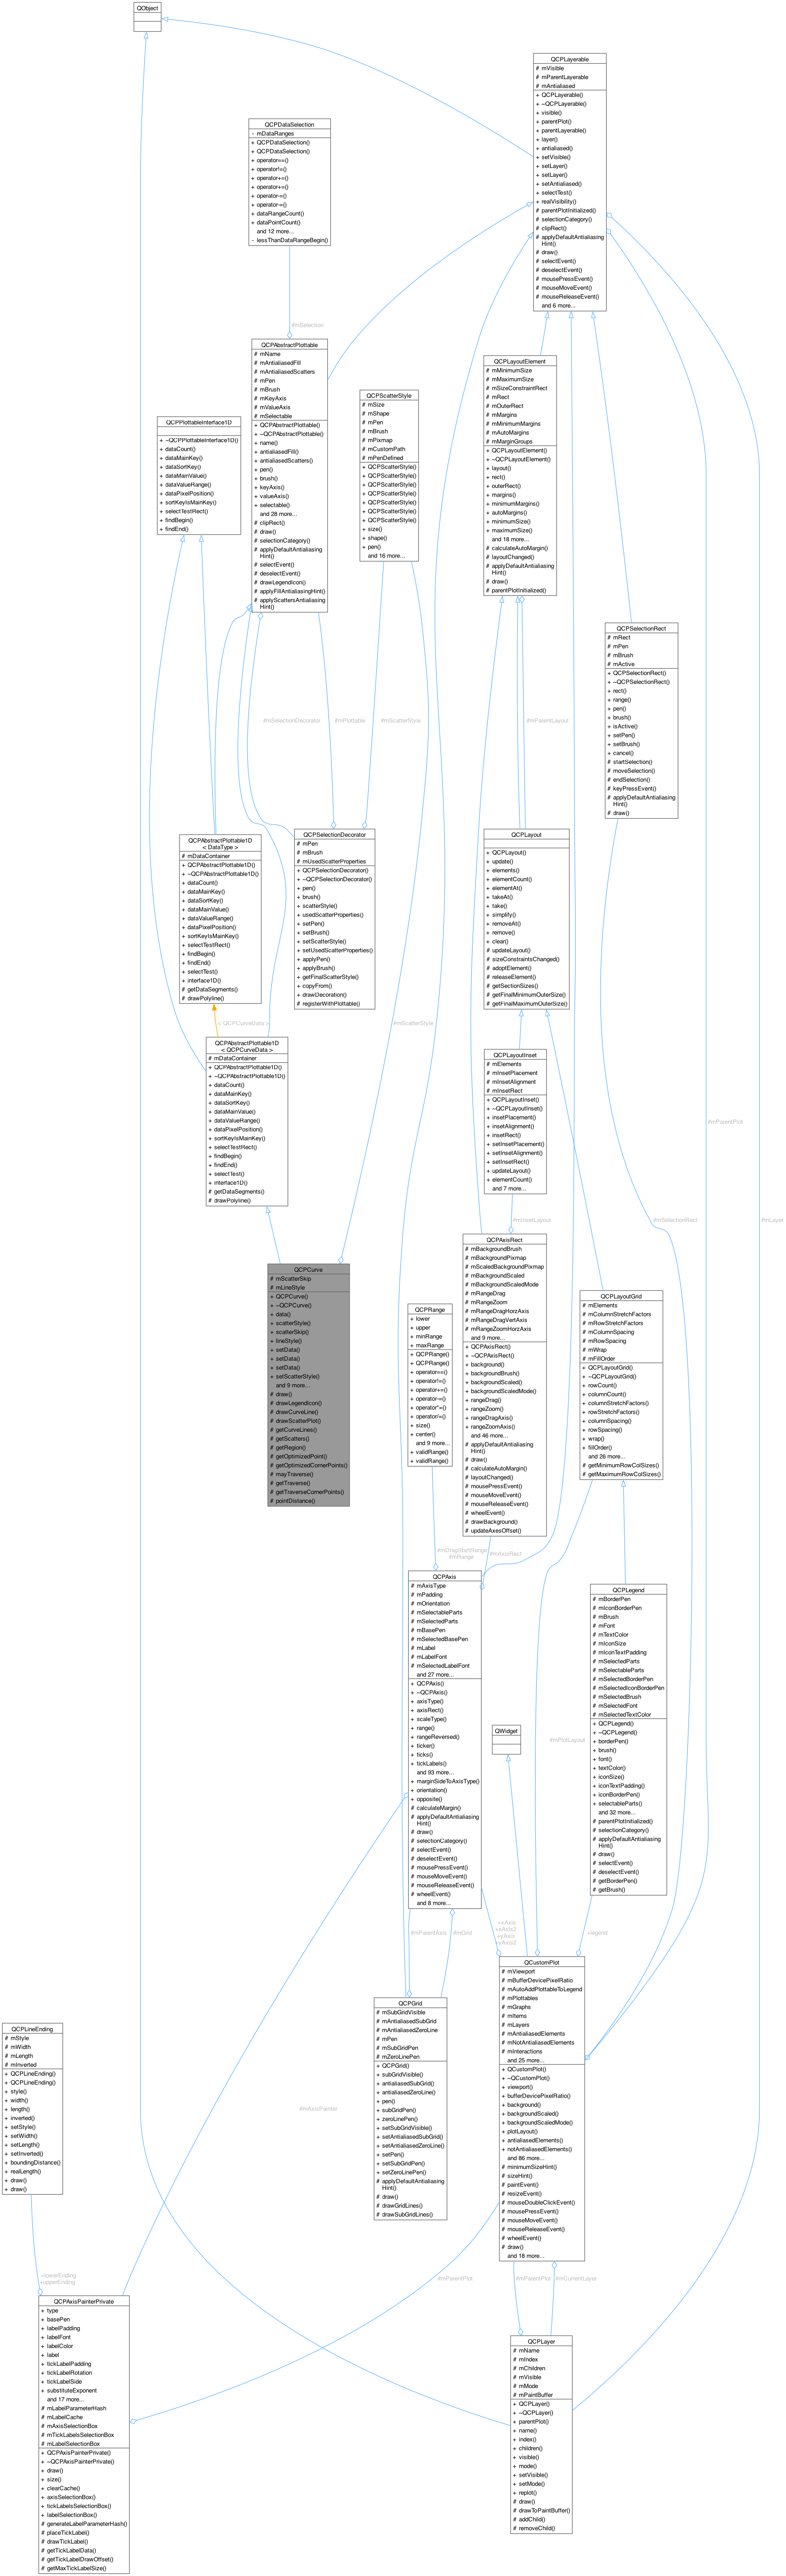 QObject
QCPLayerable
# mVisible
# mParentLayerable
# mAntialiased
+ QCPLayerable()
+ ~QCPLayerable()
+ visible()
+ parentPlot()
+ parentLayerable()
+ layer()
+ antialiased()
+ setVisible()
+ setLayer()
+ setLayer()
+ setAntialiased()
+ selectTest()
+ realVisibility()
# parentPlotInitialized()
# selectionCategory()
# clipRect()
# applyDefaultAntialiasing
Hint()
# draw()
# selectEvent()
# deselectEvent()
# mousePressEvent()
# mouseMoveEvent()
# mouseReleaseEvent()
and 6 more...
QCPDataSelection
- mDataRanges
+ QCPDataSelection()
+ QCPDataSelection()
+ operator==()
+ operator!=()
+ operator+=()
+ operator+=()
+ operator-=()
+ operator-=()
+ dataRangeCount()
+ dataPointCount()
and 12 more...
- lessThanDataRangeBegin()
#mSelection
QCPAbstractPlottable
# mName
# mAntialiasedFill
# mAntialiasedScatters
# mPen
# mBrush
# mKeyAxis
# mValueAxis
# mSelectable
+ QCPAbstractPlottable()
+ ~QCPAbstractPlottable()
+ name()
+ antialiasedFill()
+ antialiasedScatters()
+ pen()
+ brush()
+ keyAxis()
+ valueAxis()
+ selectable()
and 28 more...
# clipRect()
# draw()
# selectionCategory()
# applyDefaultAntialiasing
Hint()
# selectEvent()
# deselectEvent()
# drawLegendIcon()
# applyFillAntialiasingHint()
# applyScattersAntialiasing
Hint()
QCPLayoutElement
# mMinimumSize
# mMaximumSize
# mSizeConstraintRect
# mRect
# mOuterRect
# mMargins
# mMinimumMargins
# mAutoMargins
# mMarginGroups
+ QCPLayoutElement()
+ ~QCPLayoutElement()
+ layout()
+ rect()
+ outerRect()
+ margins()
+ minimumMargins()
+ autoMargins()
+ minimumSize()
+ maximumSize()
and 18 more...
# calculateAutoMargin()
# layoutChanged()
# applyDefaultAntialiasing
Hint()
# draw()
# parentPlotInitialized()
QCPScatterStyle
# mSize
# mShape
# mPen
# mBrush
# mPixmap
# mCustomPath
# mPenDefined
+ QCPScatterStyle()
+ QCPScatterStyle()
+ QCPScatterStyle()
+ QCPScatterStyle()
+ QCPScatterStyle()
+ QCPScatterStyle()
+ QCPScatterStyle()
+ size()
+ shape()
+ pen()
and 16 more...
QCPPlottableInterface1D
+ ~QCPPlottableInterface1D()
+ dataCount()
+ dataMainKey()
+ dataSortKey()
+ dataMainValue()
+ dataValueRange()
+ dataPixelPosition()
+ sortKeyIsMainKey()
+ selectTestRect()
+ findBegin()
+ findEnd()
QCPSelectionRect
# mRect
# mPen
# mBrush
# mActive
+ QCPSelectionRect()
+ ~QCPSelectionRect()
+ rect()
+ range()
+ pen()
+ brush()
+ isActive()
+ setPen()
+ setBrush()
+ cancel()
# startSelection()
# moveSelection()
# endSelection()
# keyPressEvent()
# applyDefaultAntialiasing
Hint()
# draw()
#mSelectionDecorator
#mPlottable
#mScatterStyle
#mParentLayout
QCPAbstractPlottable1D
< DataType >
# mDataContainer
+ QCPAbstractPlottable1D()
+ ~QCPAbstractPlottable1D()
+ dataCount()
+ dataMainKey()
+ dataSortKey()
+ dataMainValue()
+ dataValueRange()
+ dataPixelPosition()
+ sortKeyIsMainKey()
+ selectTestRect()
+ findBegin()
+ findEnd()
+ selectTest()
+ interface1D()
# getDataSegments()
# drawPolyline()
QCPSelectionDecorator
# mPen
# mBrush
# mUsedScatterProperties
+ QCPSelectionDecorator()
+ ~QCPSelectionDecorator()
+ pen()
+ brush()
+ scatterStyle()
+ usedScatterProperties()
+ setPen()
+ setBrush()
+ setScatterStyle()
+ setUsedScatterProperties()
+ applyPen()
+ applyBrush()
+ getFinalScatterStyle()
+ copyFrom()
+ drawDecoration()
# registerWithPlottable()
QCPLayout
+ QCPLayout()
+ update()
+ elements()
+ elementCount()
+ elementAt()
+ takeAt()
+ take()
+ simplify()
+ removeAt()
+ remove()
+ clear()
# updateLayout()
# sizeConstraintsChanged()
# adoptElement()
# releaseElement()
# getSectionSizes()
# getFinalMinimumOuterSize()
# getFinalMaximumOuterSize()
< QCPCurveData >
#mScatterStyle
QCPAbstractPlottable1D
< QCPCurveData >
# mDataContainer
+ QCPAbstractPlottable1D()
+ ~QCPAbstractPlottable1D()
+ dataCount()
+ dataMainKey()
+ dataSortKey()
+ dataMainValue()
+ dataValueRange()
+ dataPixelPosition()
+ sortKeyIsMainKey()
+ selectTestRect()
+ findBegin()
+ findEnd()
+ selectTest()
+ interface1D()
# getDataSegments()
# drawPolyline()
QCPLayoutInset
# mElements
# mInsetPlacement
# mInsetAlignment
# mInsetRect
+ QCPLayoutInset()
+ ~QCPLayoutInset()
+ insetPlacement()
+ insetAlignment()
+ insetRect()
+ setInsetPlacement()
+ setInsetAlignment()
+ setInsetRect()
+ updateLayout()
+ elementCount()
and 7 more...
#mParentPlot
#mInsetLayout
#mSelectionRect
#mLayer
QCPCurve
# mScatterSkip
# mLineStyle
+ QCPCurve()
+ ~QCPCurve()
+ data()
+ scatterStyle()
+ scatterSkip()
+ lineStyle()
+ setData()
+ setData()
+ setData()
+ setScatterStyle()
and 9 more...
# draw()
# drawLegendIcon()
# drawCurveLine()
# drawScatterPlot()
# getCurveLines()
# getScatters()
# getRegion()
# getOptimizedPoint()
# getOptimizedCornerPoints()
# mayTraverse()
# getTraverse()
# getTraverseCornerPoints()
# pointDistance()
QCPRange
+ lower
+ upper
+ minRange
+ maxRange
+ QCPRange()
+ QCPRange()
+ operator==()
+ operator!=()
+ operator+=()
+ operator-=()
+ operator*=()
+ operator/=()
+ size()
+ center()
and 9 more...
+ validRange()
+ validRange()
QCPAxisRect
# mBackgroundBrush
# mBackgroundPixmap
# mScaledBackgroundPixmap
# mBackgroundScaled
# mBackgroundScaledMode
# mRangeDrag
# mRangeZoom
# mRangeDragHorzAxis
# mRangeDragVertAxis
# mRangeZoomHorzAxis
and 9 more...
+ QCPAxisRect()
+ ~QCPAxisRect()
+ background()
+ backgroundBrush()
+ backgroundScaled()
+ backgroundScaledMode()
+ rangeDrag()
+ rangeZoom()
+ rangeDragAxis()
+ rangeZoomAxis()
and 46 more...
# applyDefaultAntialiasing
Hint()
# draw()
# calculateAutoMargin()
# layoutChanged()
# mousePressEvent()
# mouseMoveEvent()
# mouseReleaseEvent()
# wheelEvent()
# drawBackground()
# updateAxesOffset()
QCPLayoutGrid
# mElements
# mColumnStretchFactors
# mRowStretchFactors
# mColumnSpacing
# mRowSpacing
# mWrap
# mFillOrder
+ QCPLayoutGrid()
+ ~QCPLayoutGrid()
+ rowCount()
+ columnCount()
+ columnStretchFactors()
+ rowStretchFactors()
+ columnSpacing()
+ rowSpacing()
+ wrap()
+ fillOrder()
and 26 more...
# getMinimumRowColSizes()
# getMaximumRowColSizes()
#mDragStartRange
#mRange
#mAxisRect
QCPAxis
# mAxisType
# mPadding
# mOrientation
# mSelectableParts
# mSelectedParts
# mBasePen
# mSelectedBasePen
# mLabel
# mLabelFont
# mSelectedLabelFont
and 27 more...
+ QCPAxis()
+ ~QCPAxis()
+ axisType()
+ axisRect()
+ scaleType()
+ range()
+ rangeReversed()
+ ticker()
+ ticks()
+ tickLabels()
and 93 more...
+ marginSideToAxisType()
+ orientation()
+ opposite()
# calculateMargin()
# applyDefaultAntialiasing
Hint()
# draw()
# selectionCategory()
# selectEvent()
# deselectEvent()
# mousePressEvent()
# mouseMoveEvent()
# mouseReleaseEvent()
# wheelEvent()
and 8 more...
QCPLegend
# mBorderPen
# mIconBorderPen
# mBrush
# mFont
# mTextColor
# mIconSize
# mIconTextPadding
# mSelectedParts
# mSelectableParts
# mSelectedBorderPen
# mSelectedIconBorderPen
# mSelectedBrush
# mSelectedFont
# mSelectedTextColor
+ QCPLegend()
+ ~QCPLegend()
+ borderPen()
+ brush()
+ font()
+ textColor()
+ iconSize()
+ iconTextPadding()
+ iconBorderPen()
+ selectableParts()
and 32 more...
# parentPlotInitialized()
# selectionCategory()
# applyDefaultAntialiasing
Hint()
# draw()
# selectEvent()
# deselectEvent()
# getBorderPen()
# getBrush()
QWidget
#mPlotLayout
#mParentAxis
#mGrid
+xAxis
+xAxis2
+yAxis
+yAxis2
+legend
QCustomPlot
# mViewport
# mBufferDevicePixelRatio
# mAutoAddPlottableToLegend
# mPlottables
# mGraphs
# mItems
# mLayers
# mAntialiasedElements
# mNotAntialiasedElements
# mInteractions
and 25 more...
+ QCustomPlot()
+ ~QCustomPlot()
+ viewport()
+ bufferDevicePixelRatio()
+ background()
+ backgroundScaled()
+ backgroundScaledMode()
+ plotLayout()
+ antialiasedElements()
+ notAntialiasedElements()
and 86 more...
# minimumSizeHint()
# sizeHint()
# paintEvent()
# resizeEvent()
# mouseDoubleClickEvent()
# mousePressEvent()
# mouseMoveEvent()
# mouseReleaseEvent()
# wheelEvent()
# draw()
and 18 more...
QCPGrid
# mSubGridVisible
# mAntialiasedSubGrid
# mAntialiasedZeroLine
# mPen
# mSubGridPen
# mZeroLinePen
+ QCPGrid()
+ subGridVisible()
+ antialiasedSubGrid()
+ antialiasedZeroLine()
+ pen()
+ subGridPen()
+ zeroLinePen()
+ setSubGridVisible()
+ setAntialiasedSubGrid()
+ setAntialiasedZeroLine()
+ setPen()
+ setSubGridPen()
+ setZeroLinePen()
# applyDefaultAntialiasing
Hint()
# draw()
# drawGridLines()
# drawSubGridLines()
QCPLineEnding
# mStyle
# mWidth
# mLength
# mInverted
+ QCPLineEnding()
+ QCPLineEnding()
+ style()
+ width()
+ length()
+ inverted()
+ setStyle()
+ setWidth()
+ setLength()
+ setInverted()
+ boundingDistance()
+ realLength()
+ draw()
+ draw()
#mAxisPainter
+lowerEnding
+upperEnding
#mParentPlot
#mParentPlot
#mCurrentLayer
QCPAxisPainterPrivate
+ type
+ basePen
+ labelPadding
+ labelFont
+ labelColor
+ label
+ tickLabelPadding
+ tickLabelRotation
+ tickLabelSide
+ substituteExponent
and 17 more...
# mLabelParameterHash
# mLabelCache
# mAxisSelectionBox
# mTickLabelsSelectionBox
# mLabelSelectionBox
+ QCPAxisPainterPrivate()
+ ~QCPAxisPainterPrivate()
+ draw()
+ size()
+ clearCache()
+ axisSelectionBox()
+ tickLabelsSelectionBox()
+ labelSelectionBox()
# generateLabelParameterHash()
# placeTickLabel()
# drawTickLabel()
# getTickLabelData()
# getTickLabelDrawOffset()
# getMaxTickLabelSize()
QCPLayer
# mName
# mIndex
# mChildren
# mVisible
# mMode
# mPaintBuffer
+ QCPLayer()
+ ~QCPLayer()
+ parentPlot()
+ name()
+ index()
+ children()
+ visible()
+ mode()
+ setVisible()
+ setMode()
+ replot()
# draw()
# drawToPaintBuffer()
# addChild()
# removeChild()